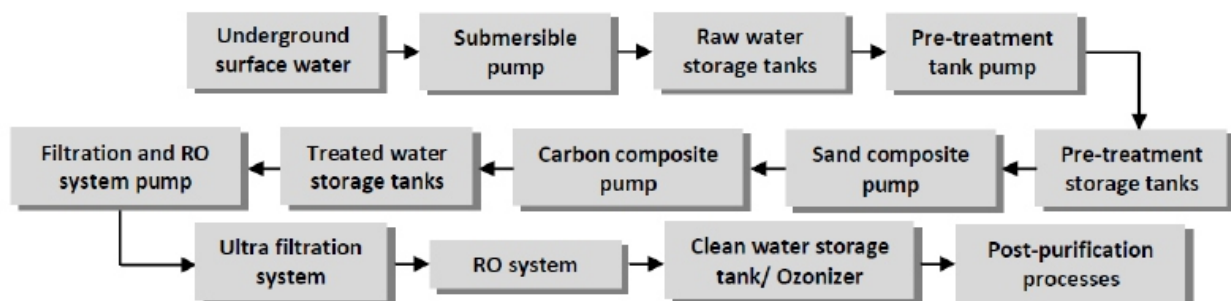 Underground
surface water
Submersible
pump
Raw water
storage tanks
Pre-treatment
tank pump
Pre-treatment
storage tanks
Sand composite
pump
Carbon composite
pump
Treated water
storage tanks
Filtration and RO
system pump
Ultra filtration
system
RO system
Clean water storage
tank/ Ozonizer
Post-purification
processes